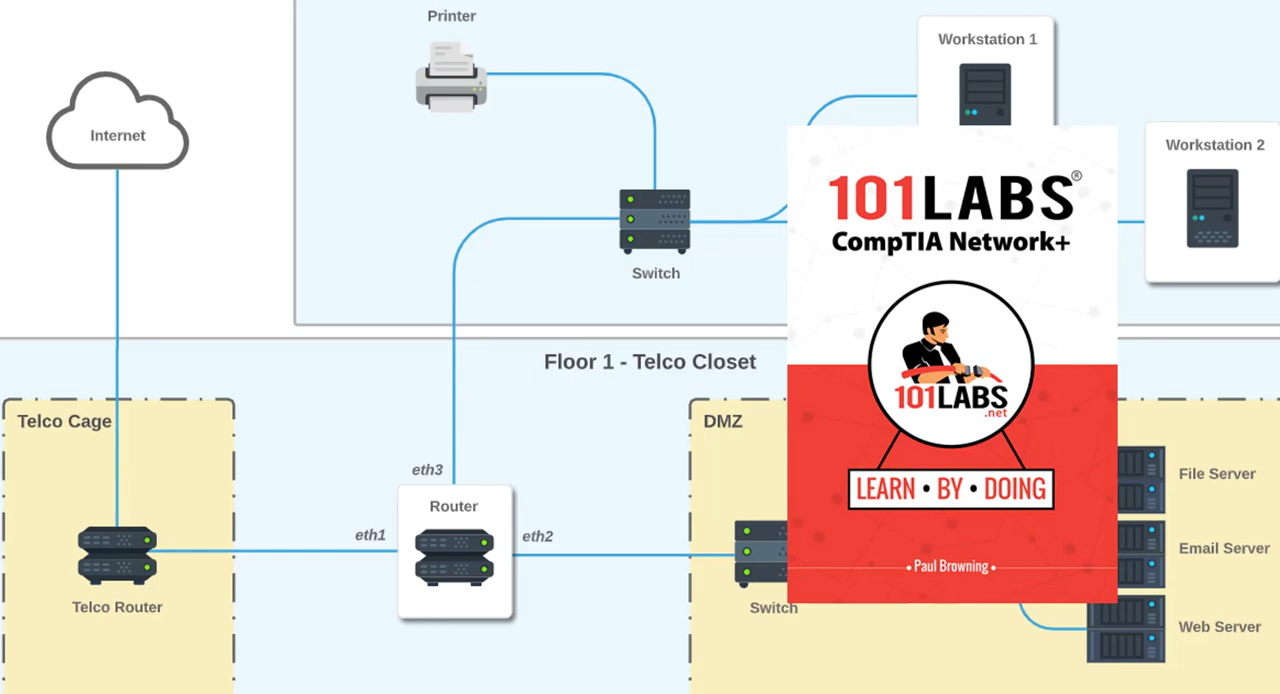 Printer
Workstation 1
Internet
Workstation 2
101LABS®
CompTIA Network+
Switch
Floor 1 - Telco Closet
101LABS
.net
Telco Cage
DMZ
eth3
File Server
LEARN • BY • DOING
Router
eth1
eth2
Email Server
• Paul Browning •
Telco Router
Switch
Web Server